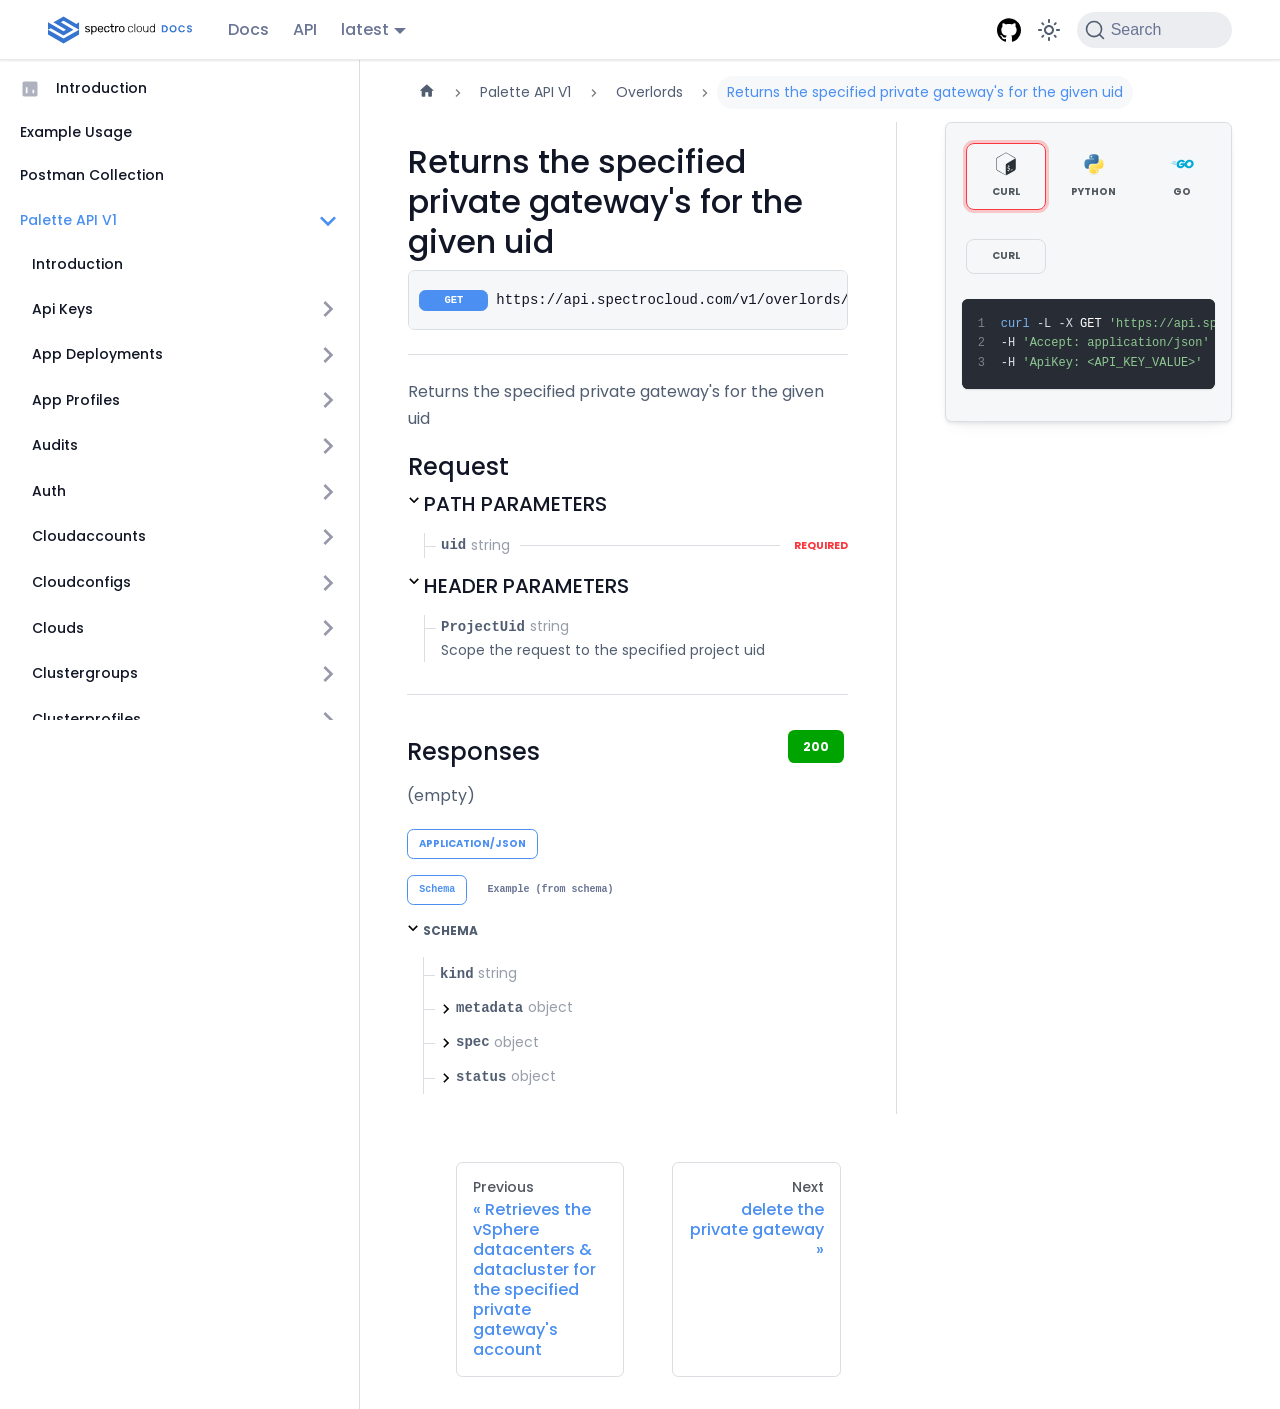 spectro cloud DOCS
Docs
API
latest
Search
Introduction
Example Usage
Postman Collection
Palette API V1
Introduction
Api Keys
App Deployments
App Profiles
Audits
Auth
Cloudaccounts
Cloudconfigs
Clouds
Clustergroups
Clusterprofiles
Palette API V1
Overlords
Returns the specified private gateway's for the given uid
Returns the specified
private gateway's for the
given uid
GET https://api.spectrocloud.com/v1/overlords/
Returns the specified private gateway's for the given
uid
Request
PATH PARAMETERS
uid string REQUIRED
HEADER PARAMETERS
ProjectUid string
Scope the request to the specified project uid
Responses
200
(empty)
APPLICATION/JSON
Schema
Example (from schema)
SCHEMA
kind string
metadata object
spec object
status object
CURL
PYTHON
GO
CURL
1 curl -L -X GET 'https://api.sp
2 -H 'Accept: application/json'
3 -H 'ApiKey: <API_KEY_VALUE>'
Previous
« Retrieves the
vSphere
datacenters &
datacluster for
the specified
private
gateway's
account
Next
delete the
private gateway
»